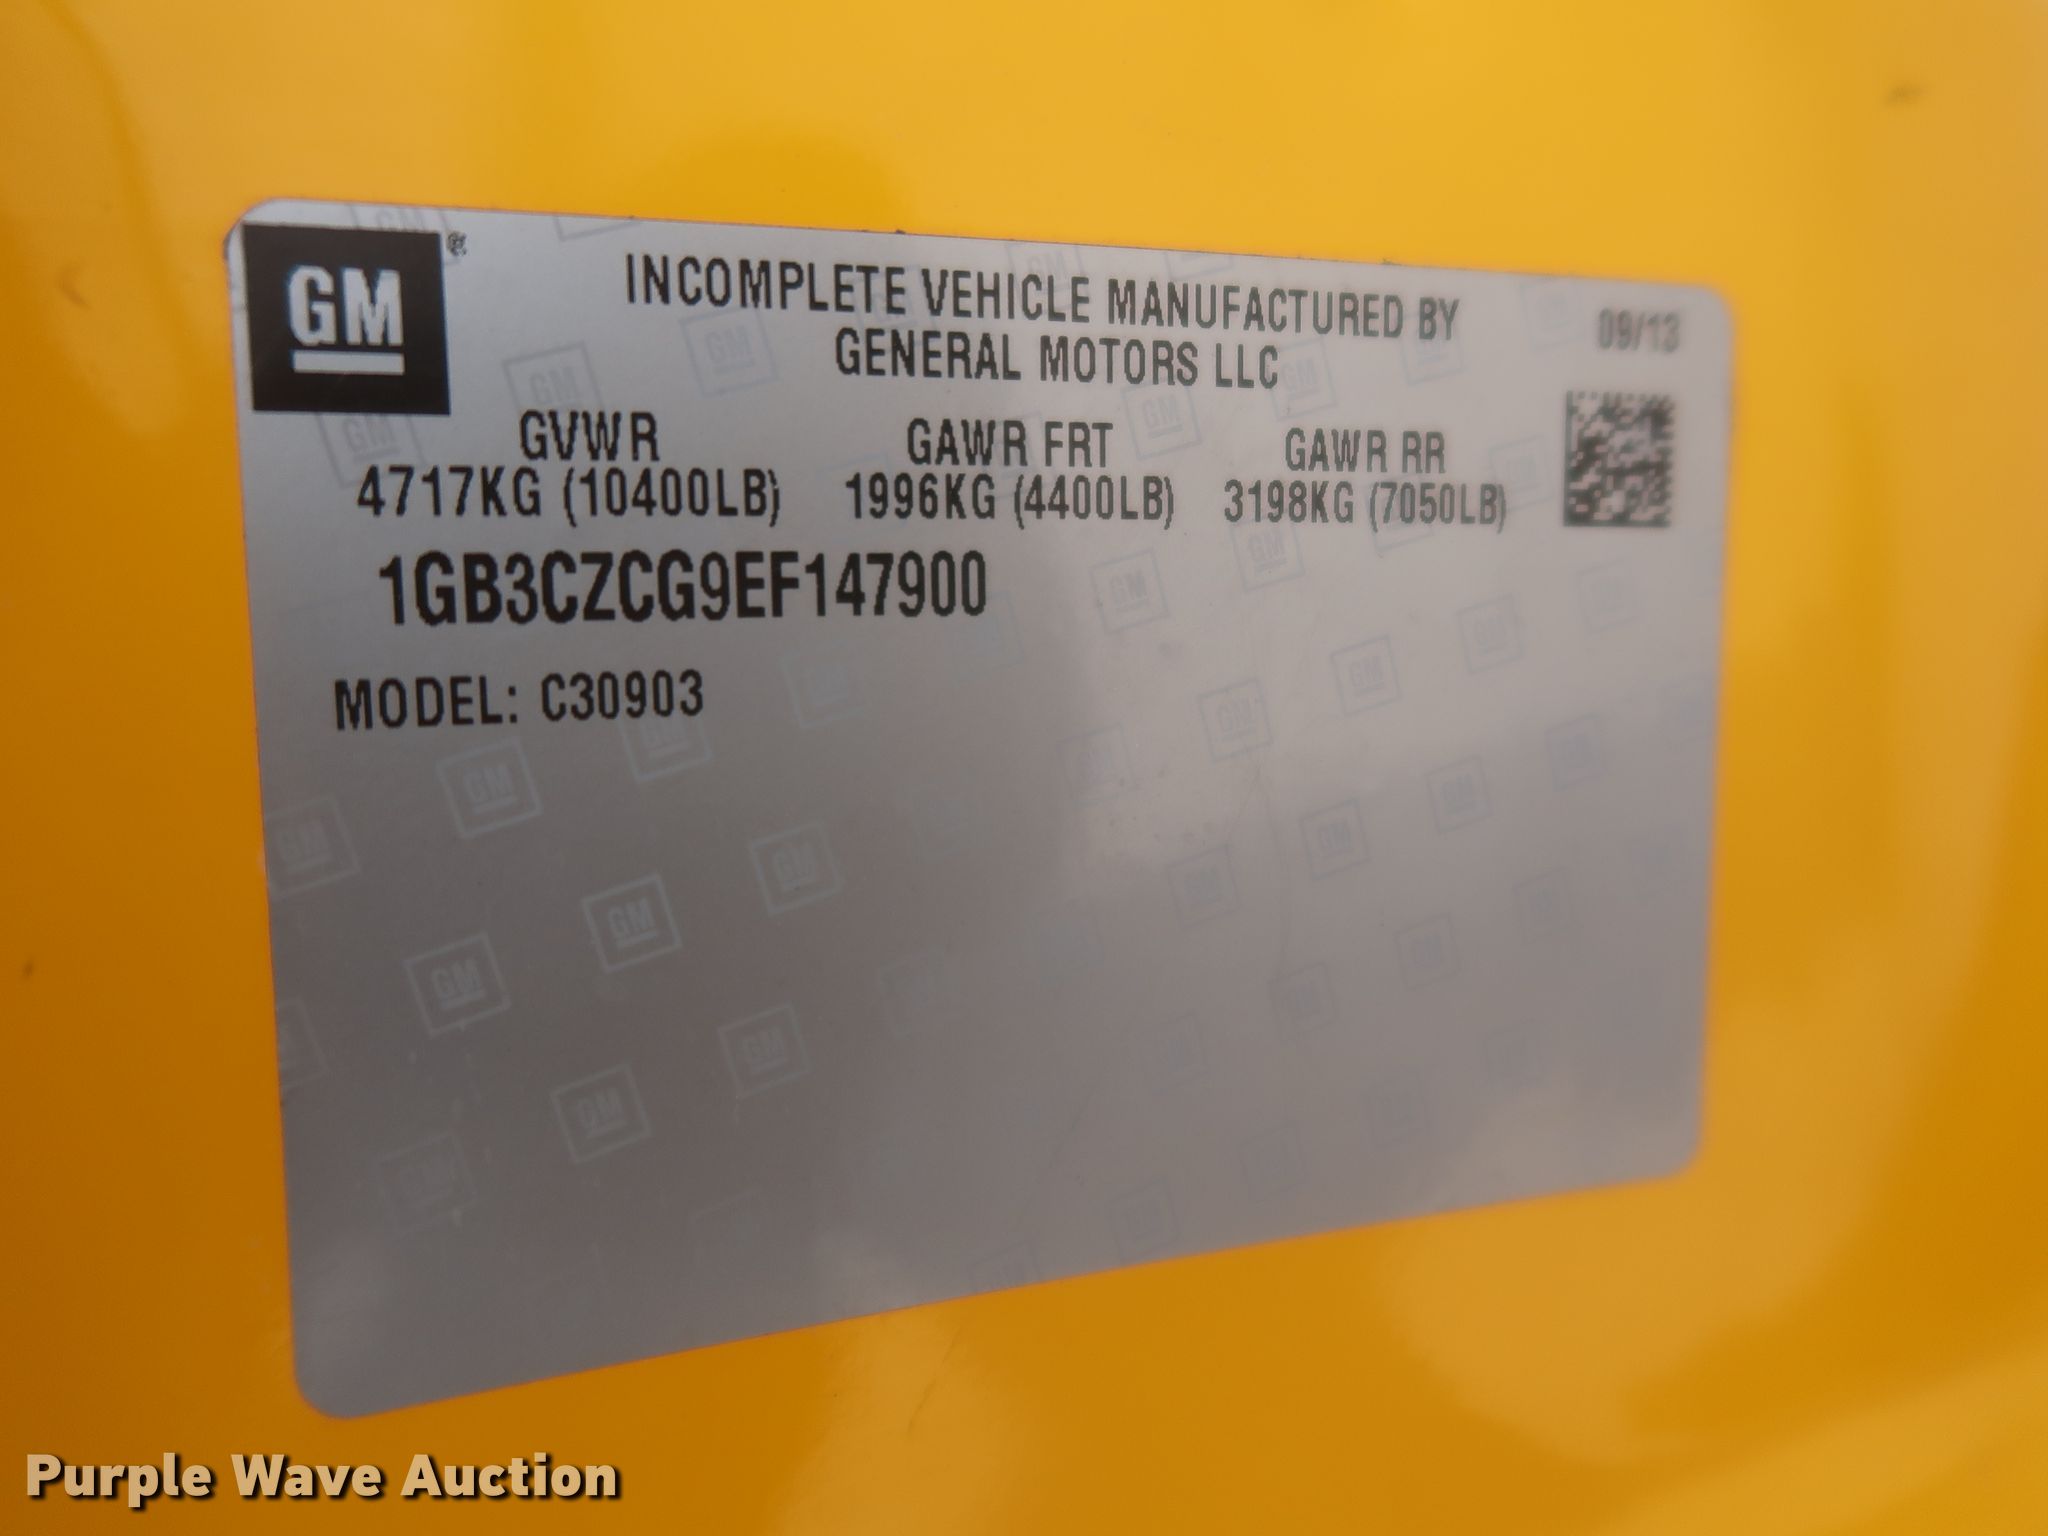 GM
INCOMPLETE VEHICLE MANUFACTURED BY
GENERAL MOTORS LLC
09/13
GVWR GAWR FRT GAWR RR
4717KG (10400LB) 1996KG (4400LB) 3198KG (7050LB)
1GB3CZCG9EF147900
MODEL: C30903
Purple Wave Auction